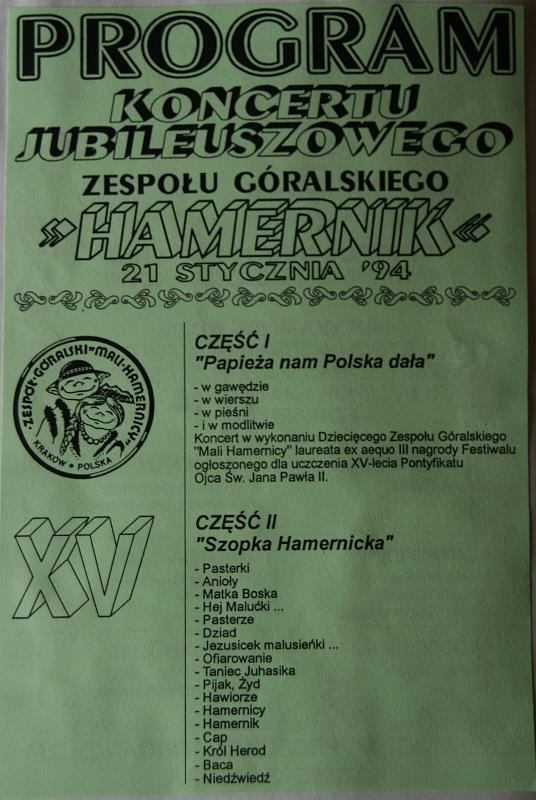 PROGRAM
KONCERTU
JUBILEUSZOWEGO
ZESPOŁU GÓRALSKIEGO
»HAMERNIK«
21 STYCZNIA '94
ZESPÓŁ·GÓRALSKI"MALI·HAMERNICY"
KRAKÓW • POLSKA
CZĘŚĆ I
"Papieża nam Polska dała"
- w gawędzie
- w wierszu
- w pieśni
- i w modlitwie
Koncert w wykonaniu Dziecięcego Zespołu Góralskiego
"Mali Hamernicy" laureata ex aequo III nagrody Festiwalu
ogłoszonego dla uczczenia XV-lecia Pontyfikatu
Ojca Św. Jana Pawła II.
XV
CZĘŚĆ II
"Szopka Hamernicka"
- Pasterki
- Anioły
- Matka Boska
- Hej Malućki ...
- Pasterze
- Dziad
- Jezusicek malusieńki ...
- Ofiarowanie
- Taniec Juhasika
- Pijak, Żyd
- Hawiorze
- Hamernicy
- Hamernik
- Cap
- Król Herod
- Baca
- Niedźwiedź